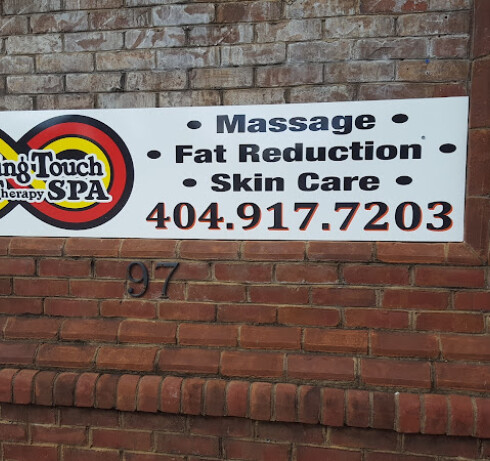 ing Touch
Therapy SPA
• Massage •
• Fat Reduction •
• Skin Care •
404.917.7203
97